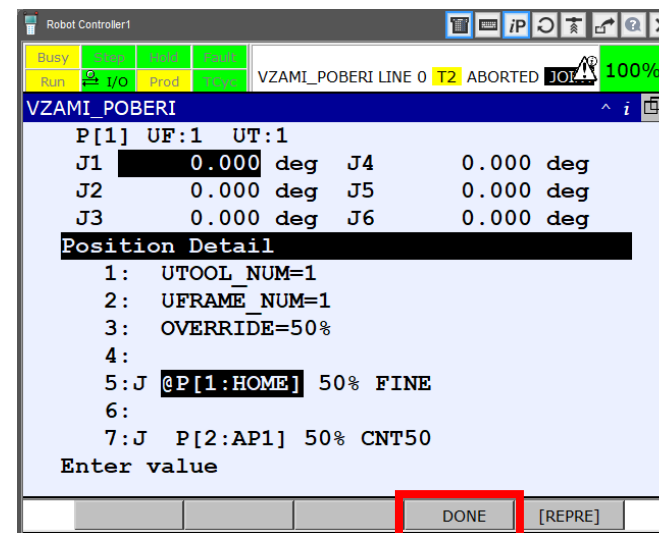 Robot Controller1
iP
Busy Step Hold Fault
Run I/O Prod TCyc
VZAMI_POBERI LINE 0 T2 ABORTED 100%
VZAMI_POBERI
P[1] UF:1 UT:1
J1 0.000 deg J4 0.000 deg
J2 0.000 deg J5 0.000 deg
J3 0.000 deg J6 0.000 deg
Position Detail
1: UTOOL_NUM=1
2: UFRAME_NUM=1
3: OVERRIDE=50%
4:
5:J @P[1:HOME] 50% FINE
6:
7:J P[2:AP1] 50% CNT50
Enter value
DONE [REPRE]